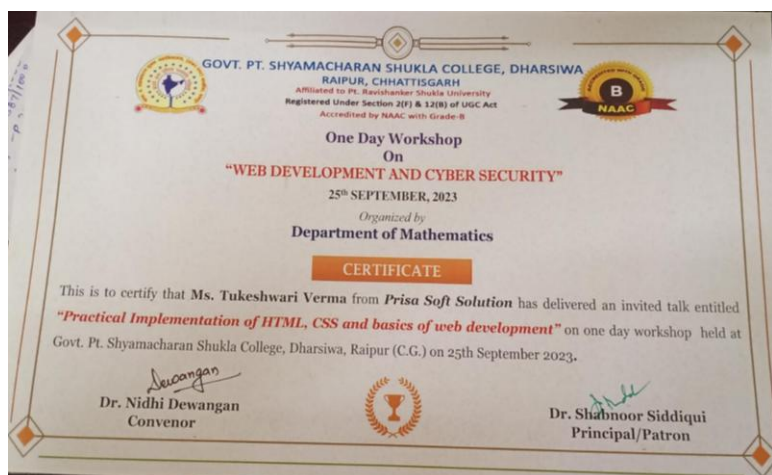 GOVT. PT. SHYAMACHARAN SHUKLA COLLEGE, DHARSIWA
RAIPUR, CHHATTISGARH
Affiliated to Pt. Ravishanker Shukla University
Registered Under Section 2(F) & 12(B) of UGC Act
Accredited by NAAC with Grade-B
B
NAAC
One Day Workshop
On
“WEB DEVELOPMENT AND CYBER SECURITY”
25th SEPTEMBER, 2023
Organized by
Department of Mathematics
CERTIFICATE
This is to certify that Ms. Tukeshwari Verma from Prisa Soft Solution has delivered an invited talk entitled
“Practical Implementation of HTML, CSS and basics of web development” on one day workshop held at
Govt. Pt. Shyamacharan Shukla College, Dharsiwa, Raipur (C.G.) on 25th September 2023.
Dewangan
Dr. Nidhi Dewangan
Convenor
Dr. Shabnoor Siddiqui
Principal/Patron